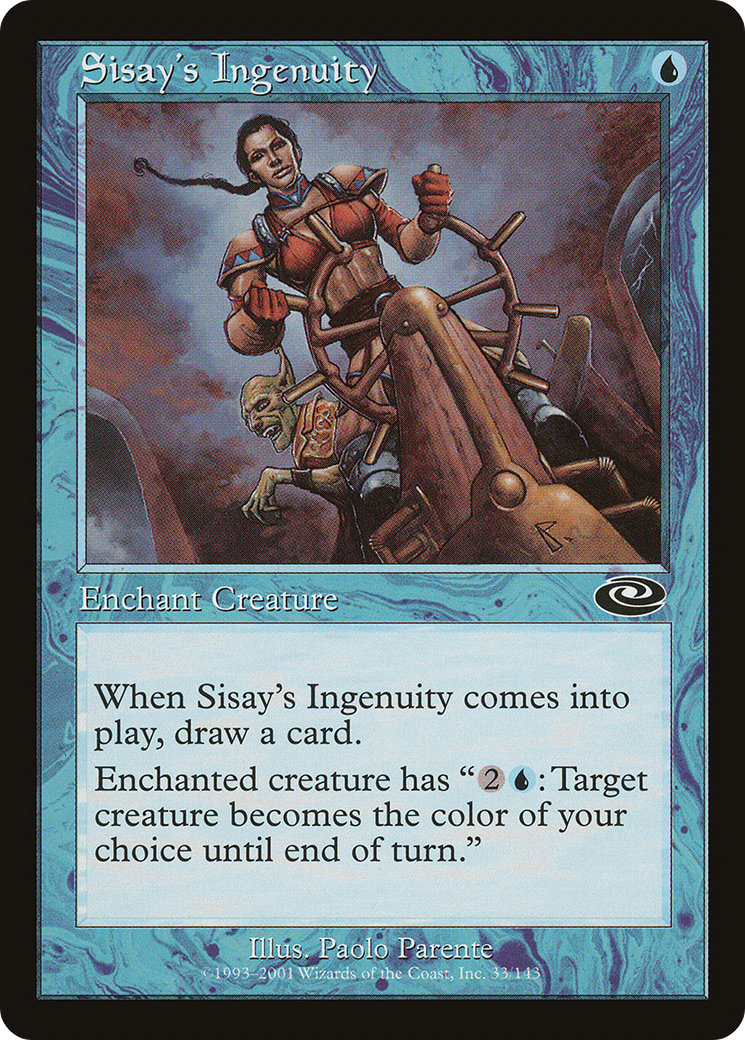 Sisay's Ingenuity
Enchant Creature
When Sisay's Ingenuity comes into
play, draw a card.
Enchanted creature has "2: Target
creature becomes the color of your
choice until end of turn."
Illus. Paolo Parente
©1993–2001 Wizards of the Coast, Inc. 33/143